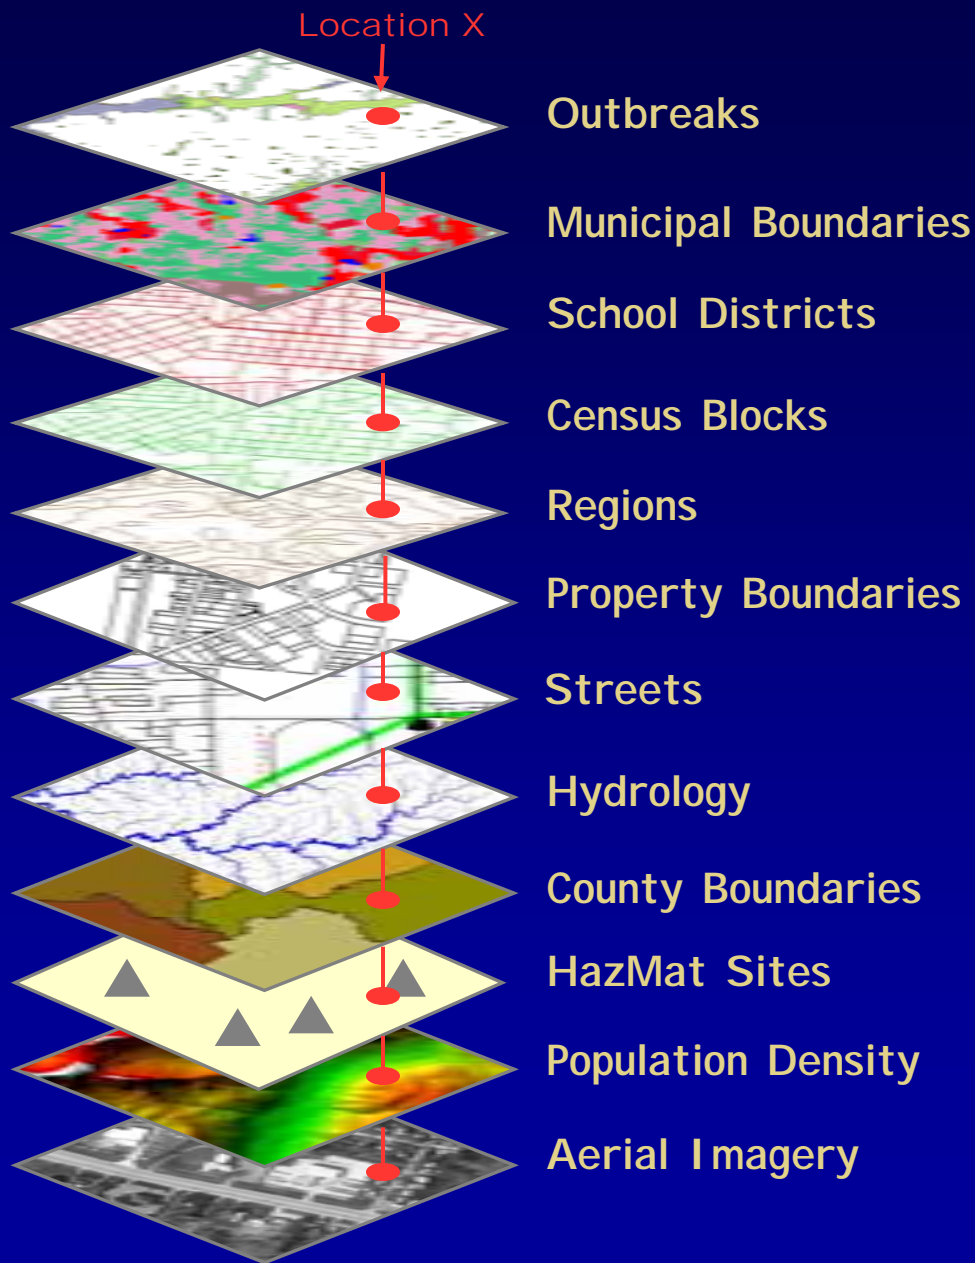 Location X
Outbreaks
Municipal Boundaries
School Districts
Census Blocks
Regions
Property Boundaries
Streets
Hydrology
County Boundaries
HazMat Sites
Population Density
Aerial Imagery